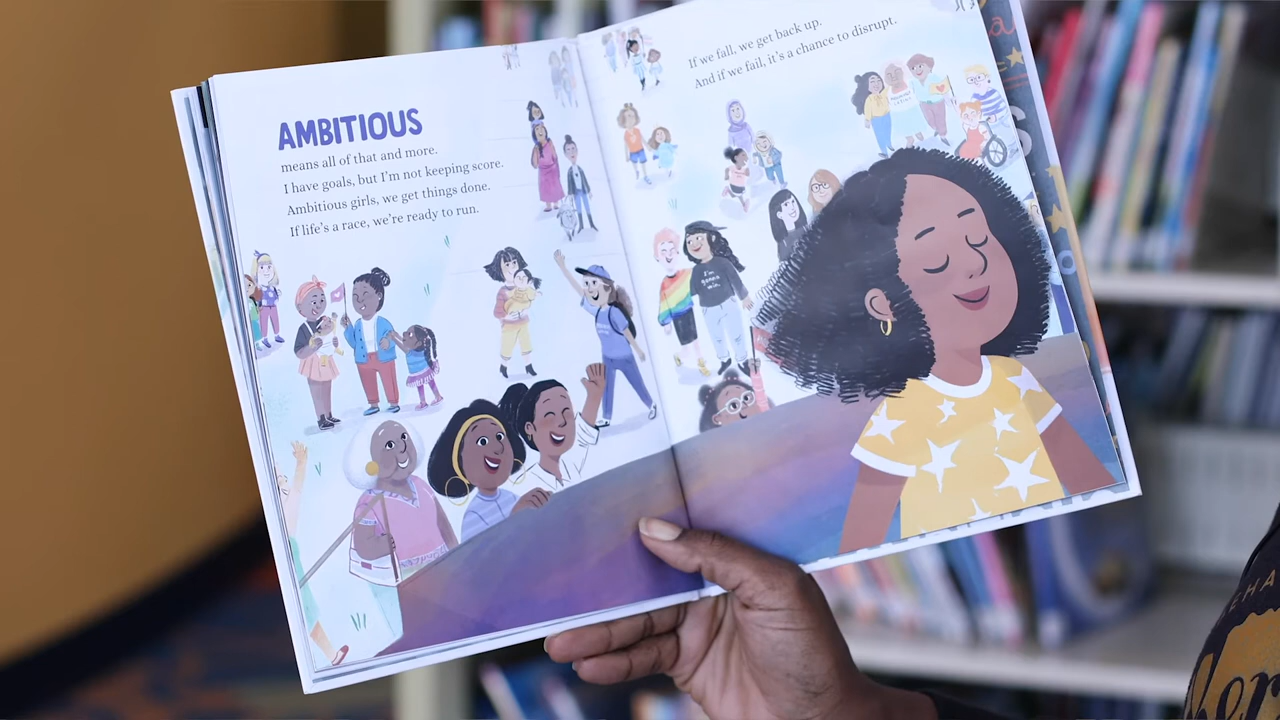 AMBITIOUS
means all of that and more.
I have goals, but I'm not keeping score.
Ambitious girls, we get things done.
If life's a race, we're ready to run.
If we fall, we get back up.
And if we fail, it's a chance to disrupt.
I'm
gonna
win